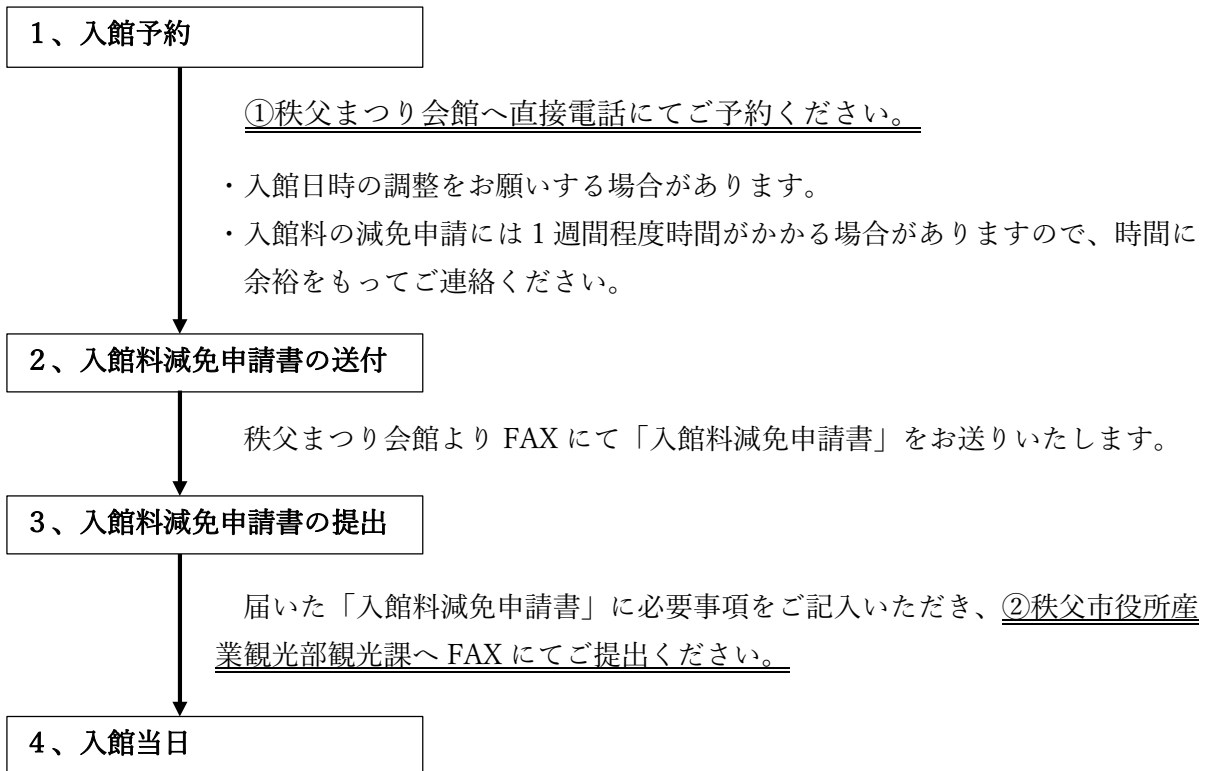 １、入館予約
①秩父まつり会館へ直接電話にてご予約ください。
・入館日時の調整をお願いする場合があります。
・入館料の減免申請には１週間程度時間がかかる場合がありますので、時間に
余裕をもってご連絡ください。
２、入館料減免申請書の送付
秩父まつり会館より FAX にて「入館料減免申請書」をお送りいたします。
３、入館料減免申請書の提出
届いた「入館料減免申請書」に必要事項をご記入いただき、②秩父市役所産
業観光部観光課へ FAX にてご提出ください。
４、入館当日